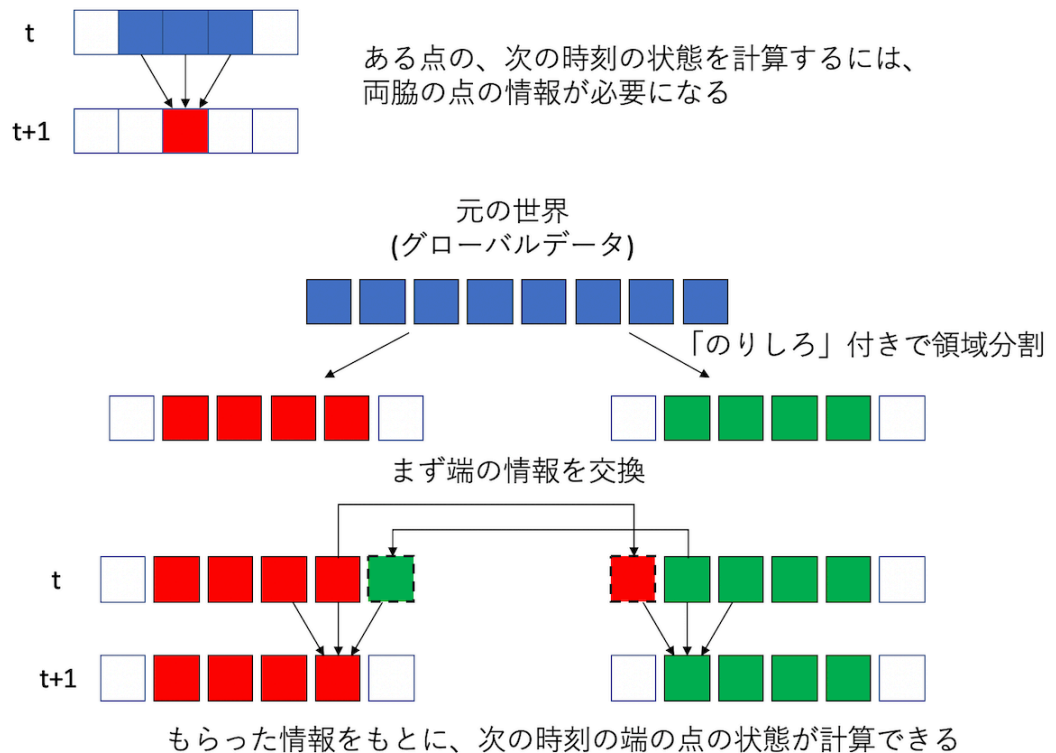 t
ある点の、次の時刻の状態を計算するには、
両脇の点の情報が必要になる
t+1
元の世界
(グローバルデータ)
「のりしろ」付きで領域分割
まず端の情報を交換
t
t+1
もらった情報をもとに、次の時刻の端の点の状態が計算できる